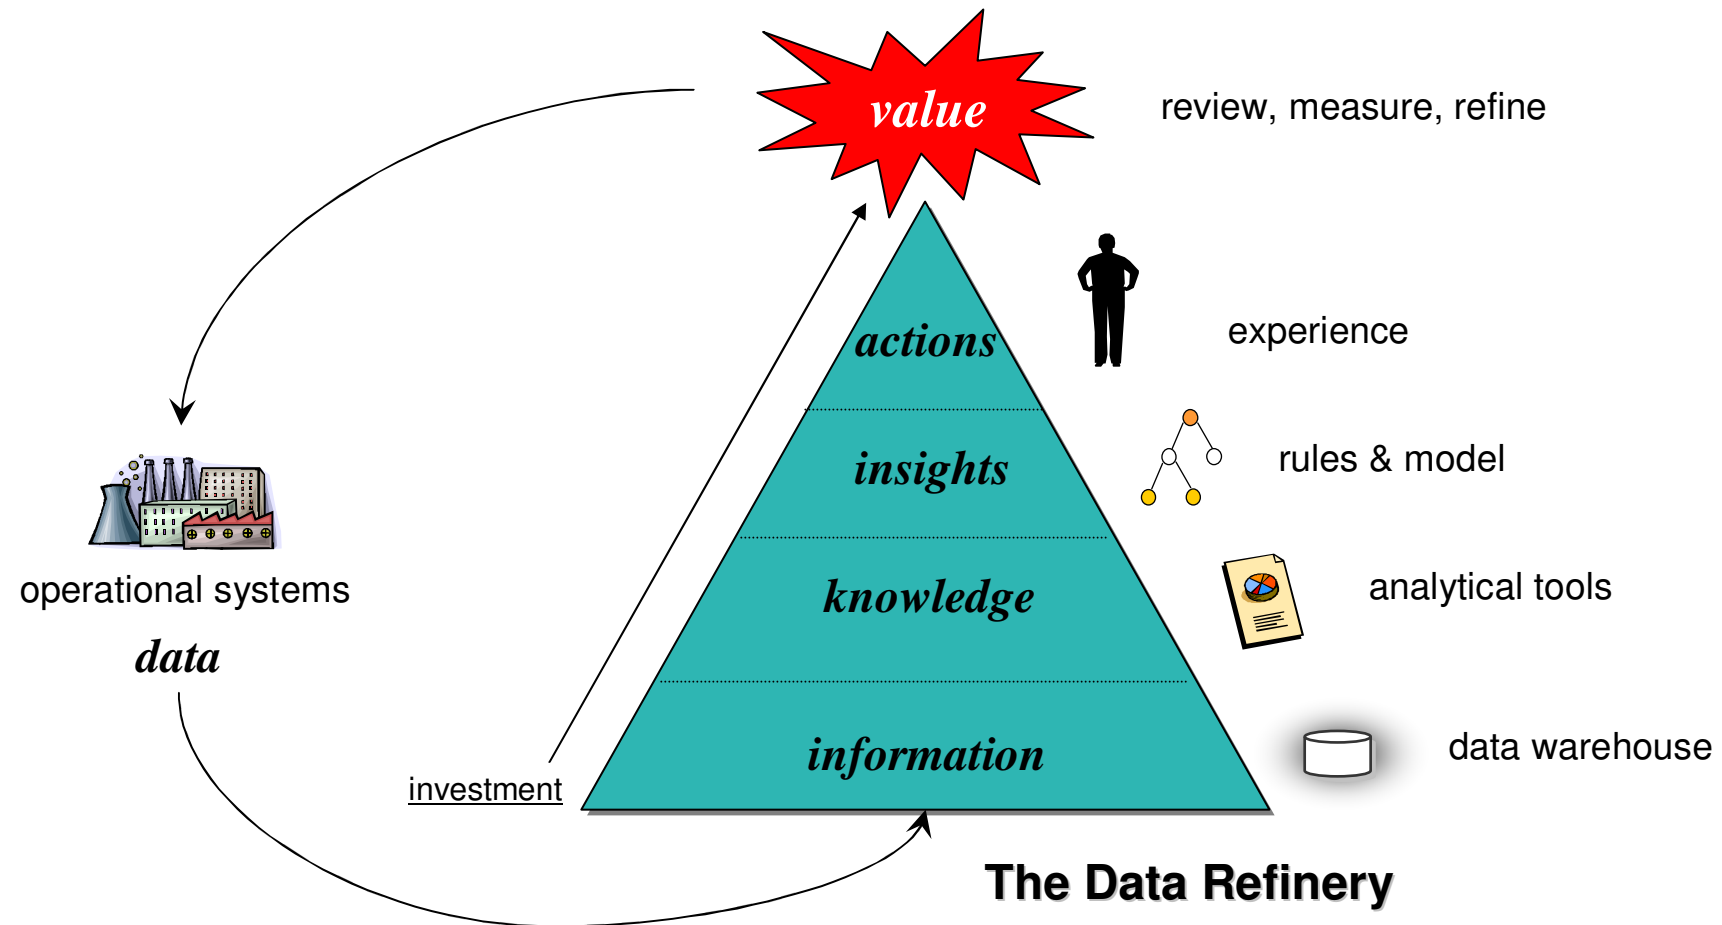 value
review, measure, refine
actions
experience
insights
rules & model
operational systems
knowledge
analytical tools
data
information
data warehouse
investment
The Data Refinery